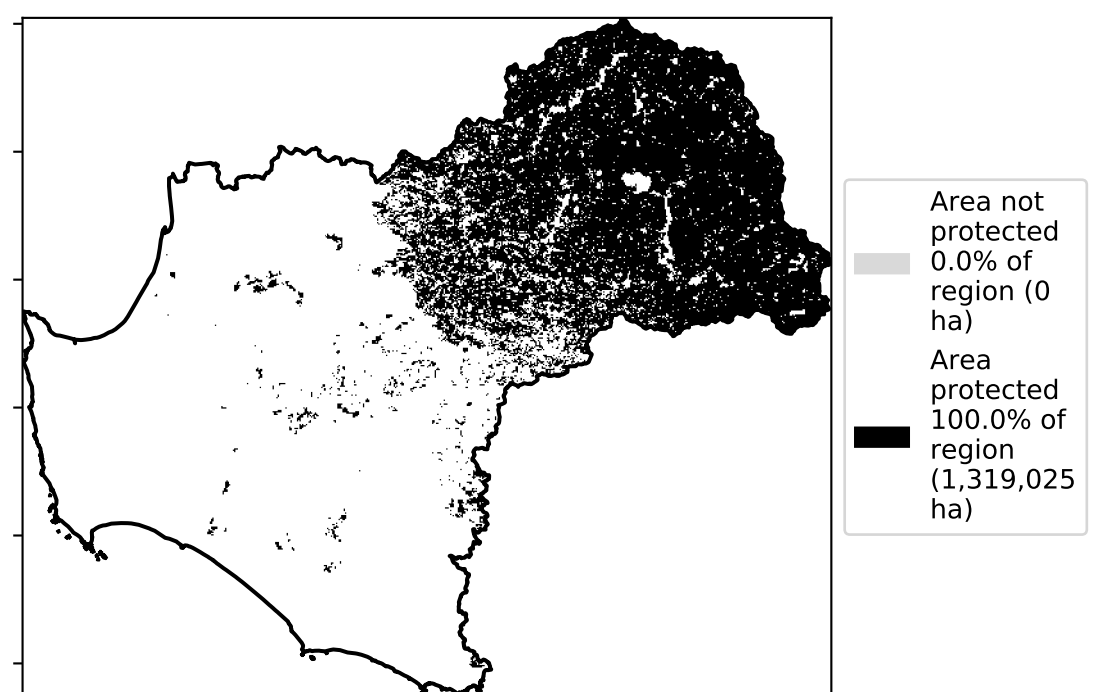 Area not
protected
0.0% of
region (0
ha)
Area
protected
100.0% of
region
(1,319,025
ha)